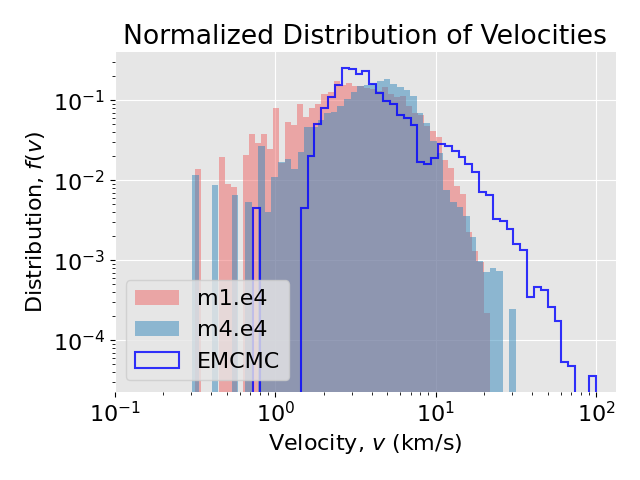 Normalized Distribution of Velocities
Distribution, f(v)
10⁻¹
10⁻²
10⁻³
10⁻⁴
m1.e4
m4.e4
EMCMC
10⁻¹ 10⁰ 10¹ 10²
Velocity, v (km/s)